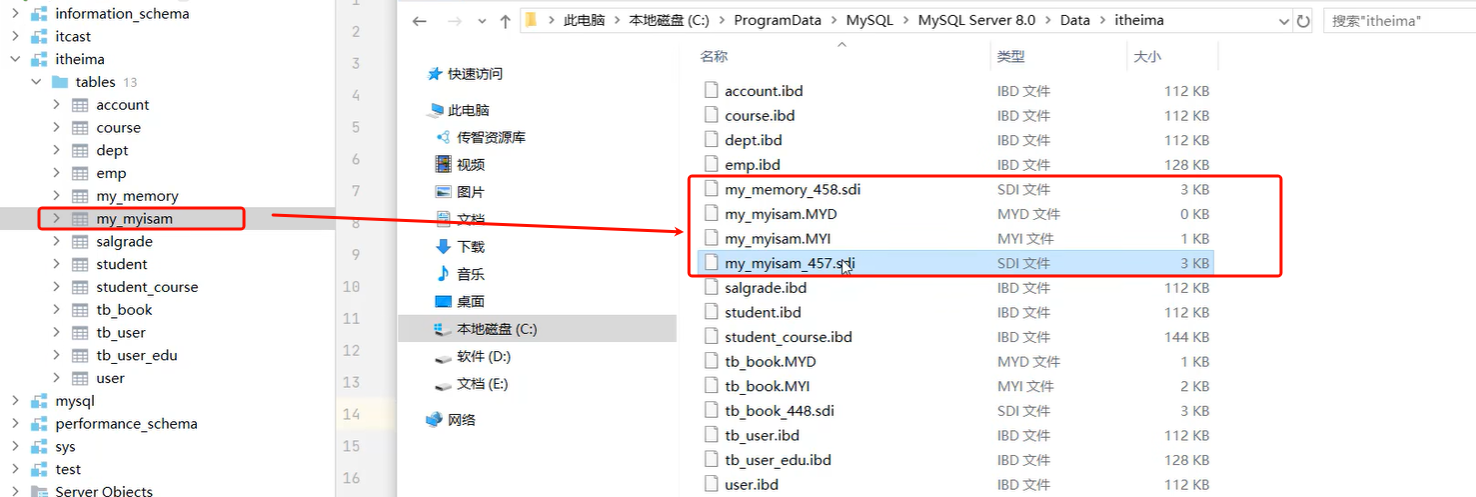 information_schema
itcast
itheima
tables 13
account
course
dept
emp
my_memory
my_myisam
salgrade
student
student_course
tb_book
tb_user
tb_user_edu
user
mysql
performance_schema
sys
test
Server Objects
2
3
4
5
6
7
8
9
10
11
12
13
14
15
16
此电脑 > 本地磁盘 (C:) > ProgramData > MySQL > MySQL Server 8.0 > Data > itheima
搜索"itheima"
快速访问
此电脑
传智资源库
视频
图片
文档
下载
音乐
桌面
本地磁盘 (C:)
软件 (D:)
文档 (E:)
网络
名称 类型 大小
account.ibd IBD 文件 112 KB
course.ibd IBD 文件 112 KB
dept.ibd IBD 文件 112 KB
emp.ibd IBD 文件 128 KB
my_memory_458.sdi SDI 文件 3 KB
my_myisam.MYD MYD 文件 0 KB
my_myisam.MYI MYI 文件 1 KB
my_myisam_457.sdi SDI 文件 3 KB
salgrade.ibd IBD 文件 112 KB
student.ibd IBD 文件 112 KB
student_course.ibd IBD 文件 144 KB
tb_book.MYD MYD 文件 1 KB
tb_book.MYI MYI 文件 2 KB
tb_book_448.sdi SDI 文件 3 KB
tb_user.ibd IBD 文件 112 KB
tb_user_edu.ibd IBD 文件 128 KB
user.ibd IBD 文件 112 KB